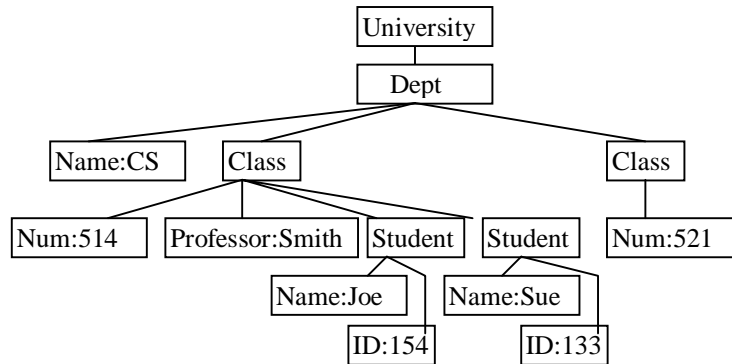 University
Dept
Name:CS
Class
Class
Num:514
Professor:Smith
Student
Student
Num:521
Name:Joe
Name:Sue
ID:154
ID:133